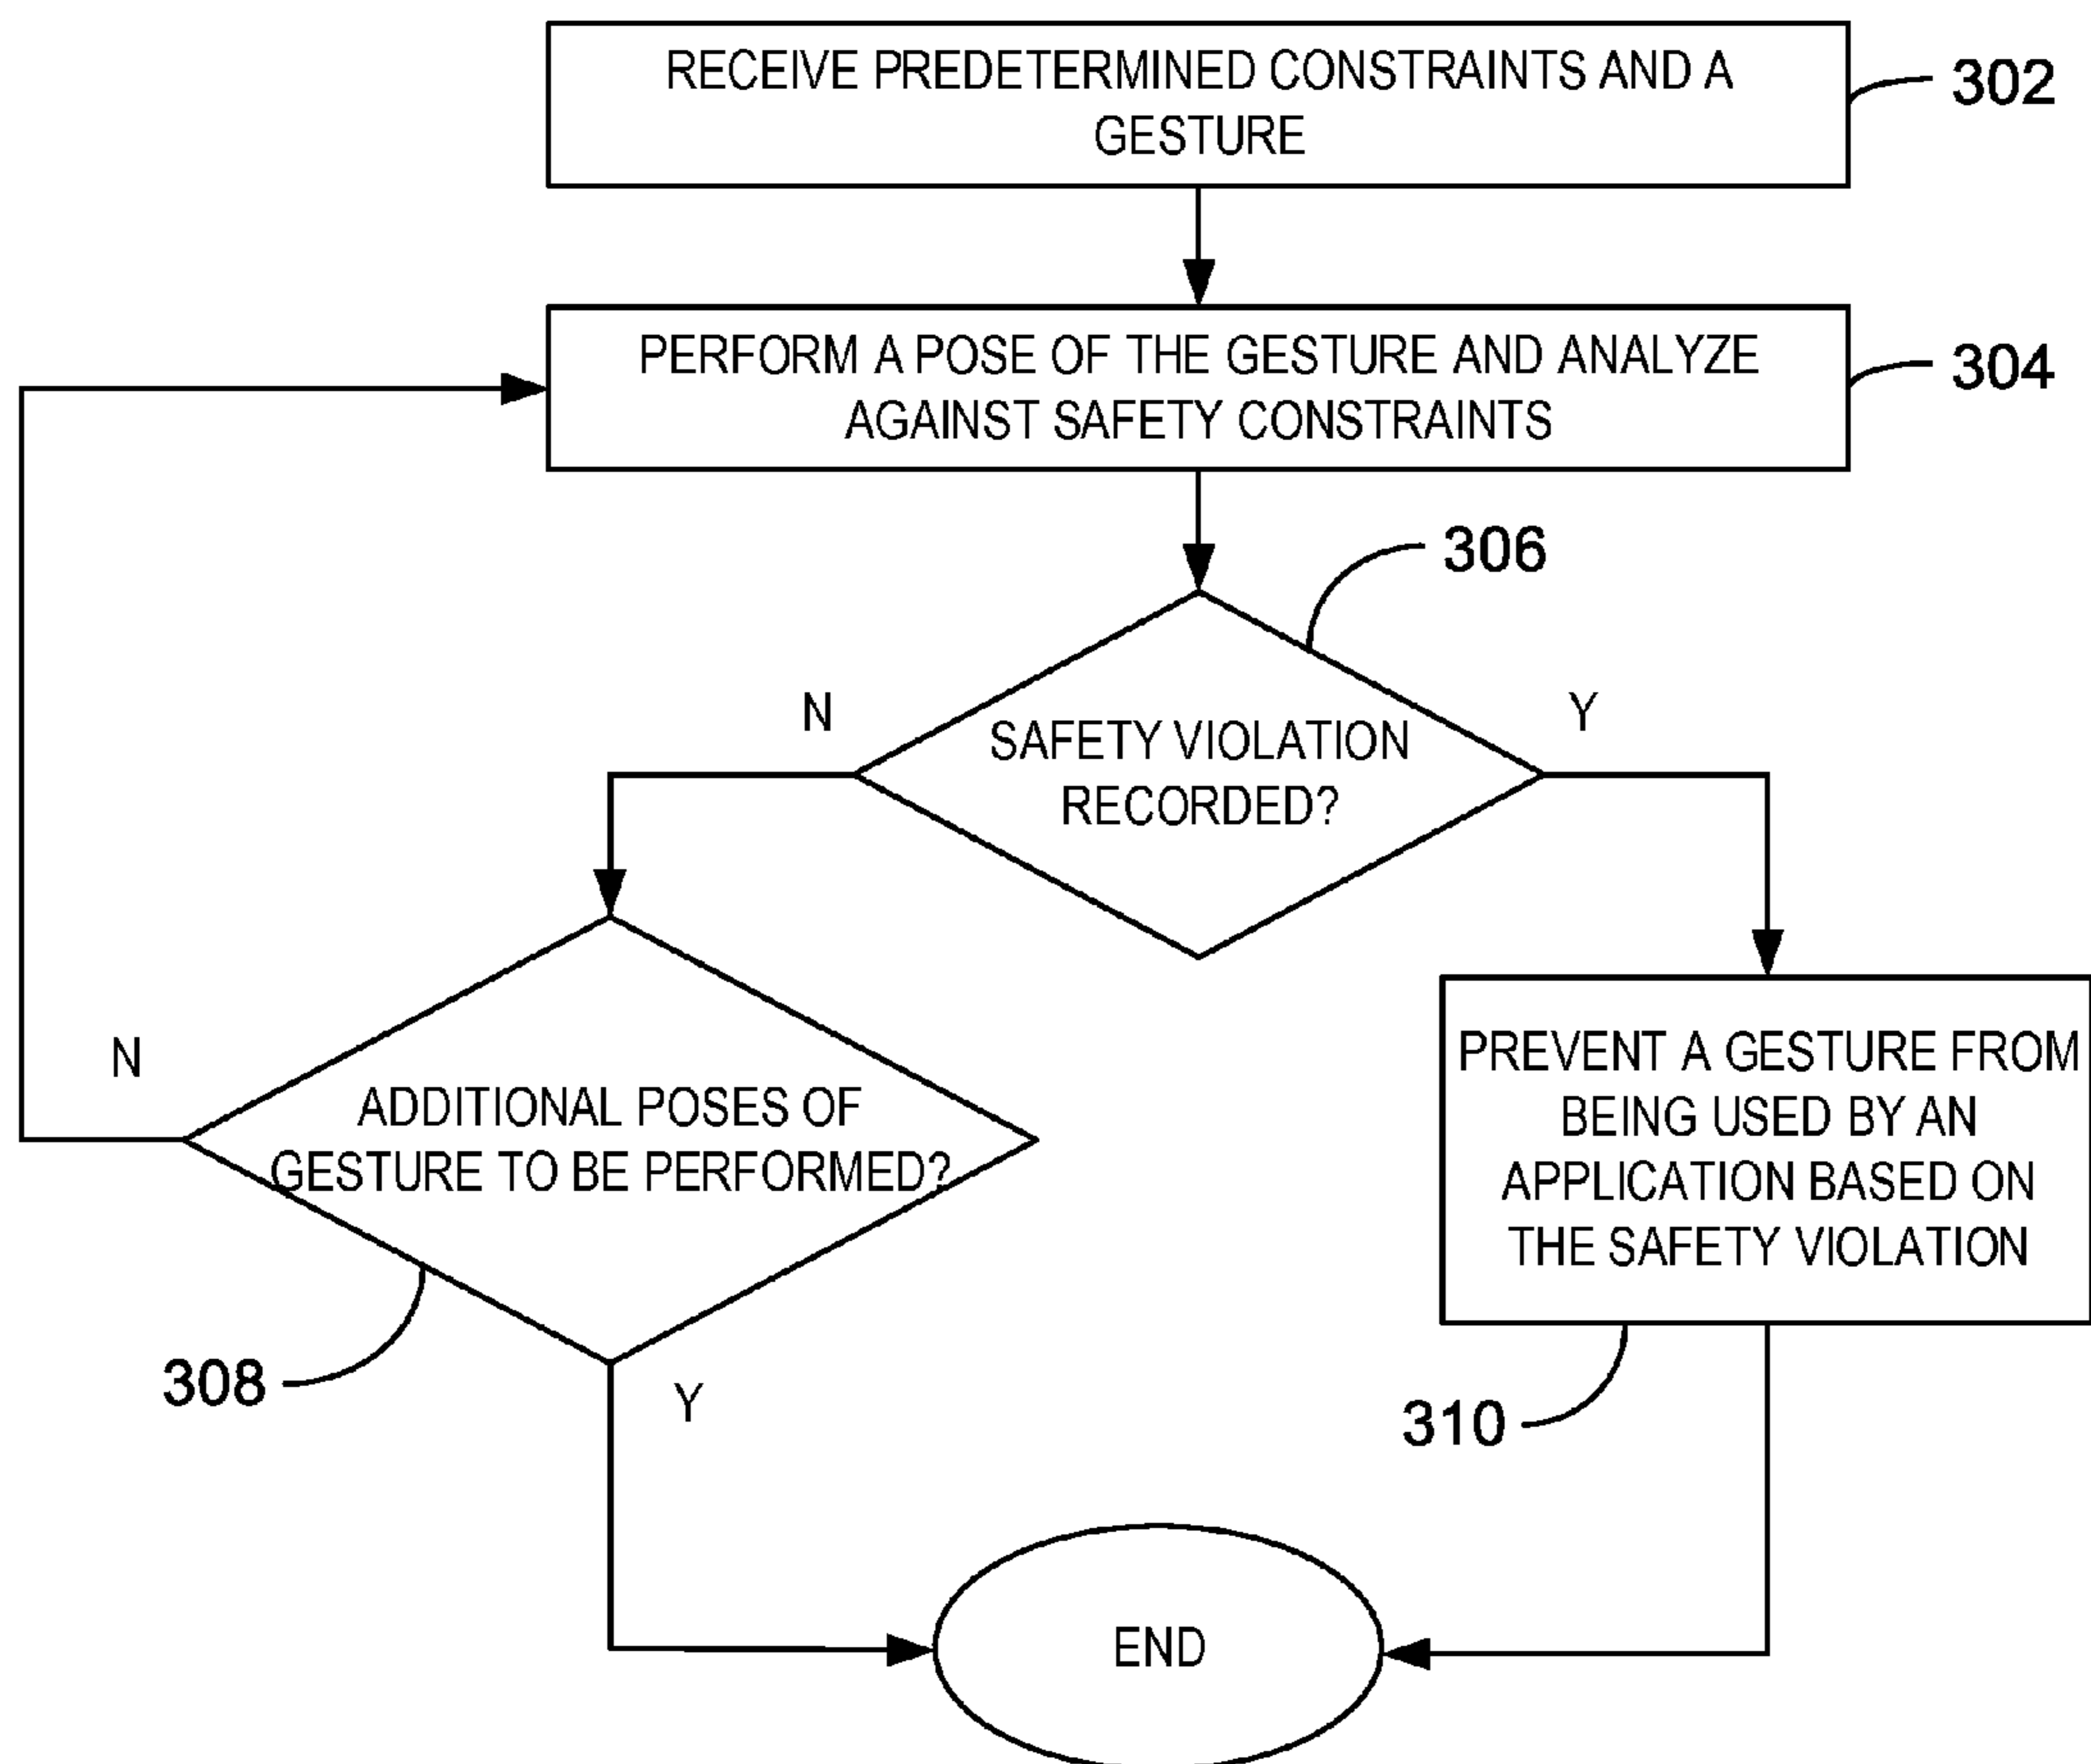 RECEIVE PREDETERMINED CONSTRAINTS AND A
GESTURE
302
PERFORM A POSE OF THE GESTURE AND ANALYZE
AGAINST SAFETY CONSTRAINTS
304
306
N
Y
SAFETY VIOLATION
RECORDED?
N
ADDITIONAL POSES OF
GESTURE TO BE PERFORMED?
PREVENT A GESTURE FROM
BEING USED BY AN
APPLICATION BASED ON
THE SAFETY VIOLATION
308
Y
310
END